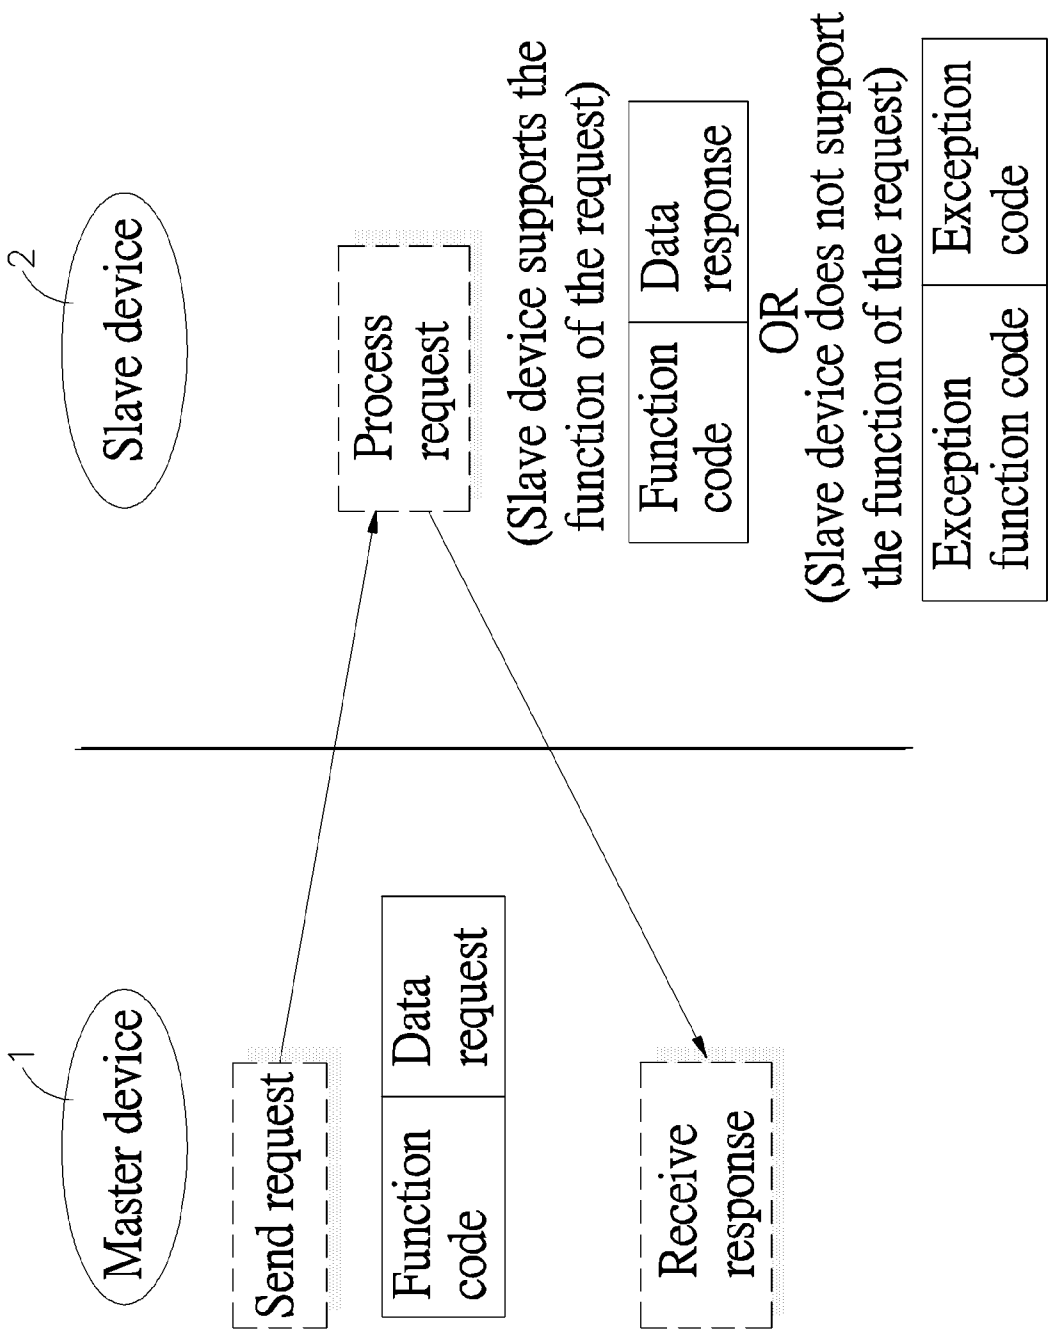 1
Master device
2
Slave device
Send request
Function
code
Data
request
Process
request
Receive
response
(Slave device supports the
function of the request)
Function
code
Data
response
OR
(Slave device does not support
the function of the request)
Exception
function code
Exception
code